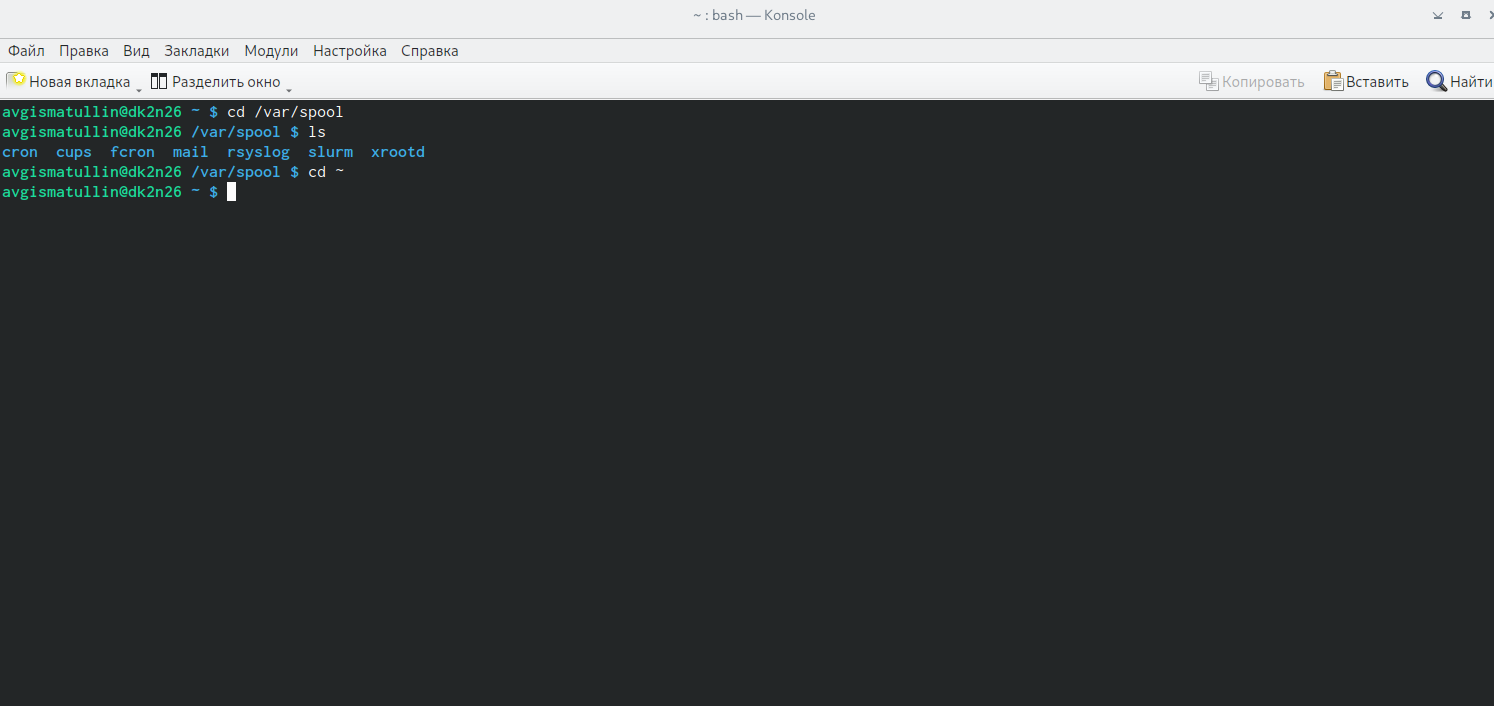 ~ : bash — Konsole
Файл Правка Вид Закладки Модули Настройка Справка
Новая вкладка Разделить окно Копировать Вставить Найти
avgismatullin@dk2n26 ~ $ cd /var/spool
avgismatullin@dk2n26 /var/spool $ ls
cron cups fcron mail rsyslog slurm xrootd
avgismatullin@dk2n26 /var/spool $ cd ~
avgismatullin@dk2n26 ~ $